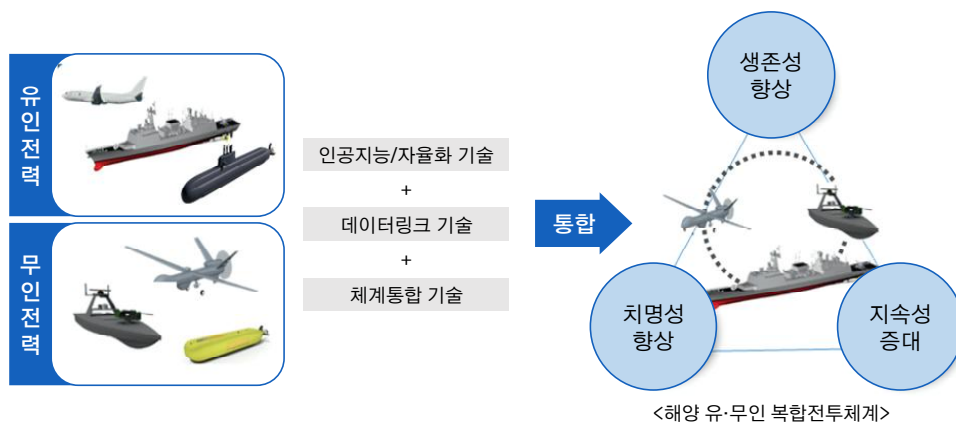 유인전력
무인전력
인공지능/자율화 기술
+
데이터링크 기술
+
체계통합 기술
통합
생존성
향상
치명성
향상
지속성
증대
<해양 유·무인 복합전투체계>